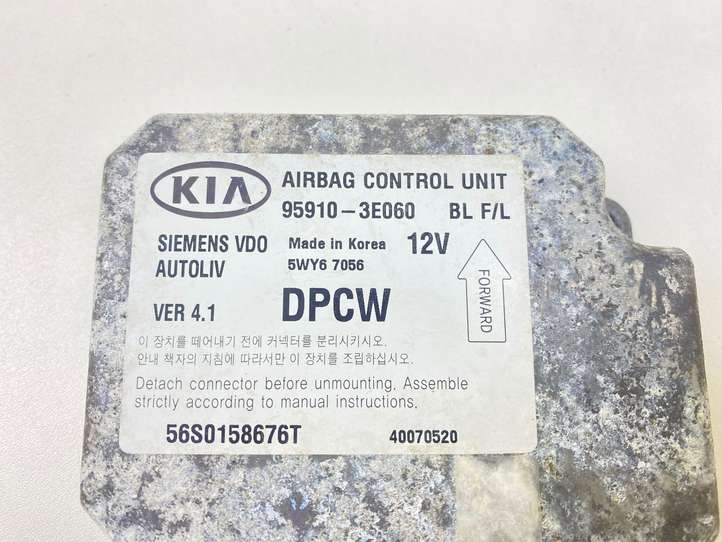 KIA
AIRBAG CONTROL UNIT
95910-3E060 BL F/L
SIEMENS VDO Made in Korea 12V
AUTOLIV 5WY6 7056
VER 4.1 DPCW
FORWARD
이 장치를 떼어내기 전에 커넥터를 분리시키시오.
안내 책자의 지침에 따라서만 이 장치를 조립하십시오.
Detach connector before unmounting. Assemble
strictly according to manual instructions.
56S0158676T 40070520